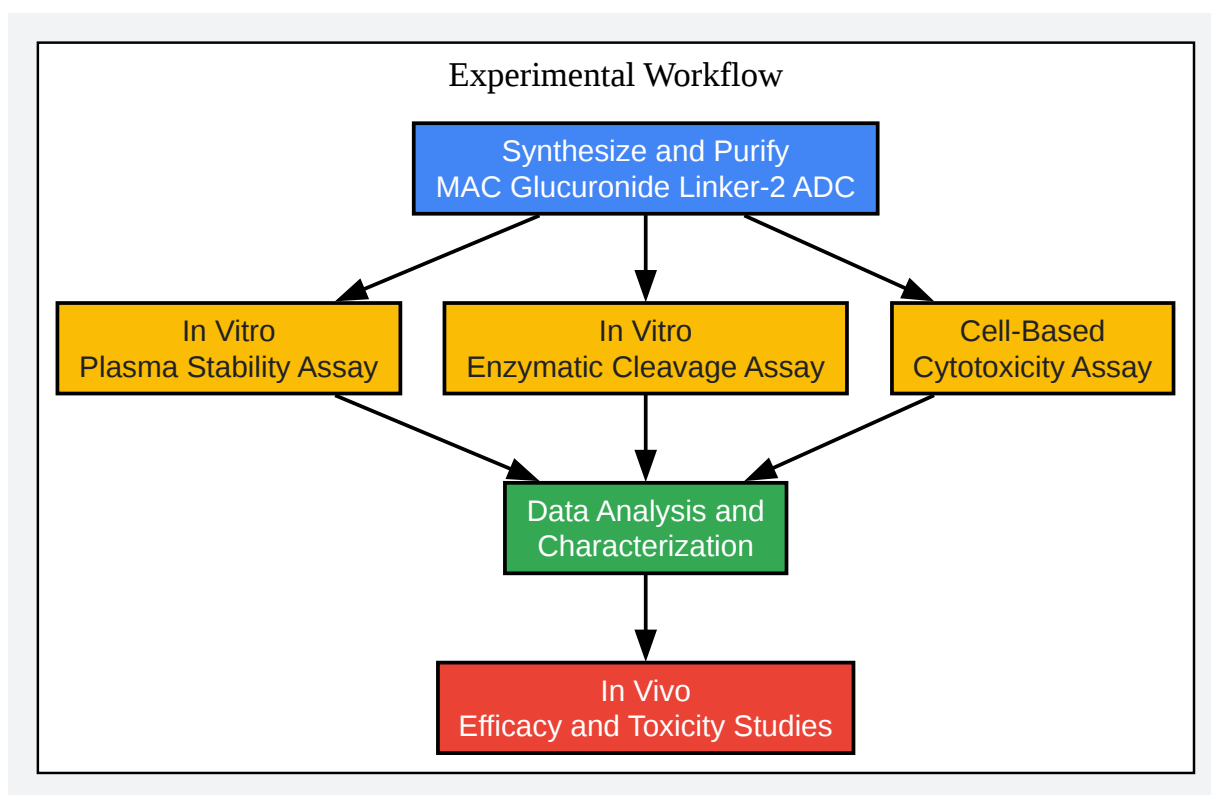 Experimental Workflow
Synthesize and Purify
MAC Glucuronide Linker-2 ADC
In Vitro
Plasma Stability Assay
In Vitro
Enzymatic Cleavage Assay
Cell-Based
Cytotoxicity Assay
Data Analysis and
Characterization
In Vivo
Efficacy and Toxicity Studies